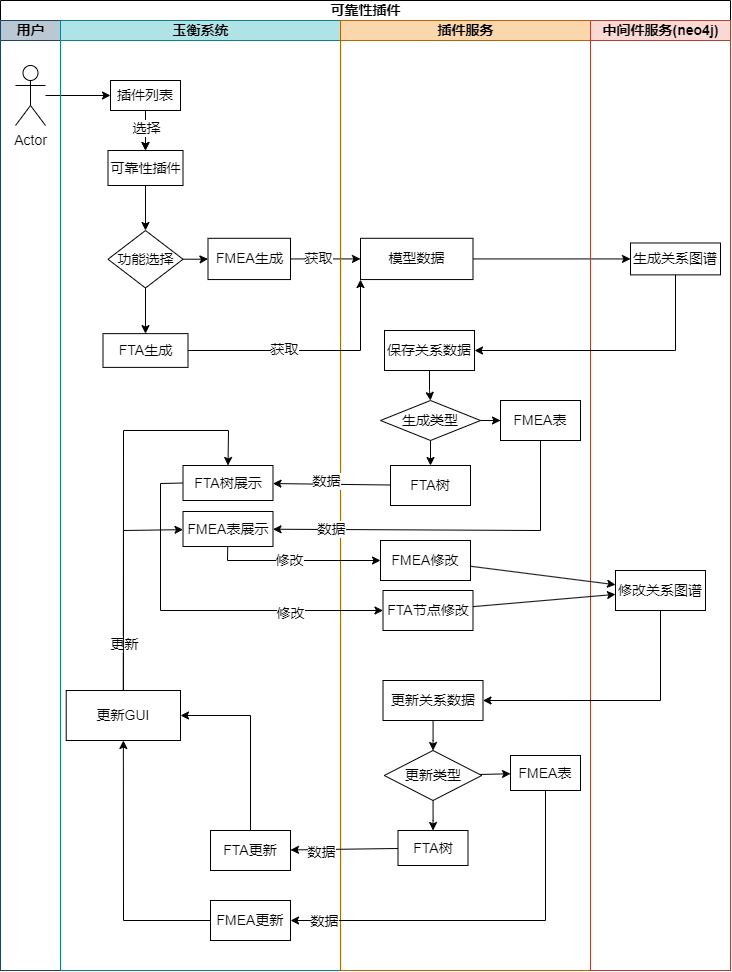 可靠性插件
用户
玉衡系统
插件服务
中间件服务(neo4j)
Actor
插件列表
选择
可靠性插件
功能选择
FMEA生成
获取
模型数据
生成关系图谱
FTA生成
获取
保存关系数据
生成类型
FMEA表
FTA树展示
数据
FTA树
FMEA表展示
数据
修改
FMEA修改
修改关系图谱
修改
FTA节点修改
更新
更新GUI
更新关系数据
更新类型
FMEA表
FTA更新
数据
FTA树
FMEA更新
数据